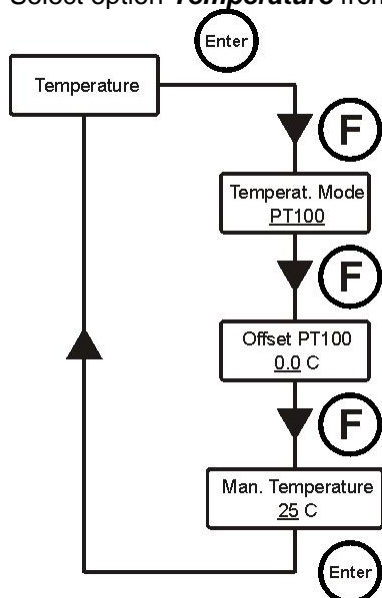 Select option Temperature from
Enter
Temperature
F
Temperat. Mode
PT100
F
Offset PT100
0.0 C
F
Man. Temperature
25 C
Enter